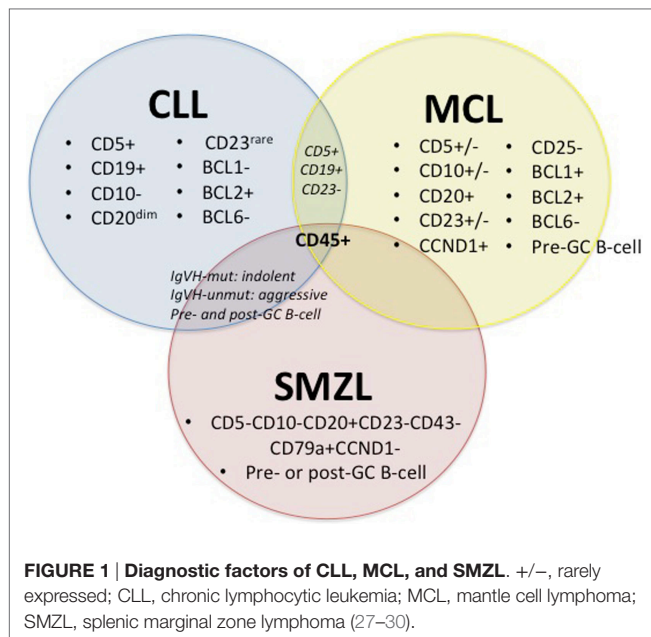 CLL
• CD5+
• CD19+
• CD10-
• CD20dim
• CD23rare
• BCL1-
• BCL2+
• BCL6-
CD5+
CD19+
CD23-
MCL
• CD5+/-
• CD10+/-
• CD20+
• CD23+/-
• CCND1+
• CD25-
• BCL1+
• BCL2+
• BCL6-
• Pre-GC B-cell
CD45+
IgVH-mut: indolent
IgVH-unmut: aggressive
Pre- and post-GC B-cell
SMZL
• CD5-CD10-CD20+CD23-CD43-
CD79a+CCND1-
• Pre- or post-GC B-cell
FIGURE 1 | Diagnostic factors of CLL, MCL, and SMZL. +/−, rarely
expressed; CLL, chronic lymphocytic leukemia; MCL, mantle cell lymphoma;
SMZL, splenic marginal zone lymphoma (27–30).